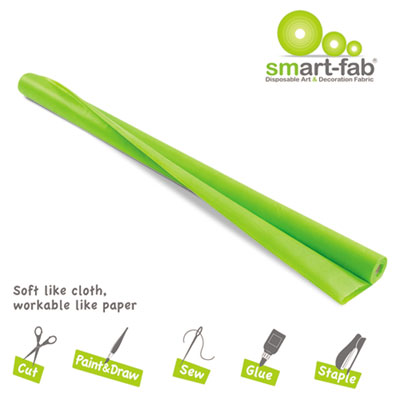 smart-fab®
Disposable Art & Decoration Fabric
Soft like cloth,
workable like paper
Cut
Paint&Draw
Sew
Glue
Staple